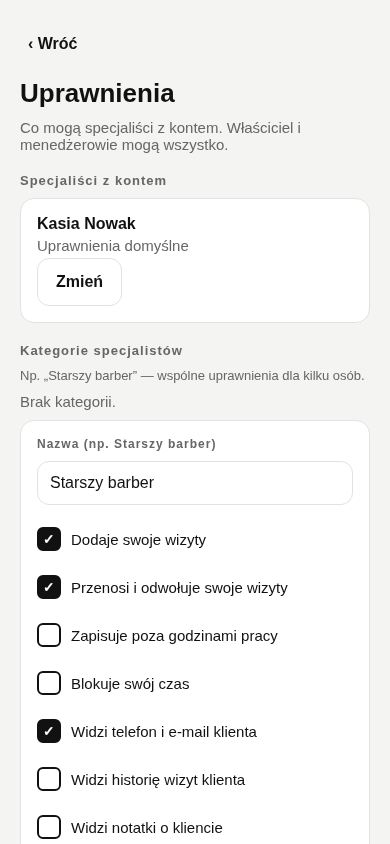 ‹ Wróć
Uprawnienia
Co mogą specjaliści z kontem. Właściciel i
menedżerowie mogą wszystko.
Specjaliści z kontem
Kasia Nowak
Uprawnienia domyślne
Zmień
Kategorie specjalistów
Np. „Starszy barber” — wspólne uprawnienia dla kilku osób.
Brak kategorii.
Nazwa (np. Starszy barber)
Starszy barber
Dodaje swoje wizyty
Przenosi i odwołuje swoje wizyty
Zapisuje poza godzinami pracy
Blokuje swój czas
Widzi telefon i e-mail klienta
Widzi historię wizyt klienta
Widzi notatki o kliencie